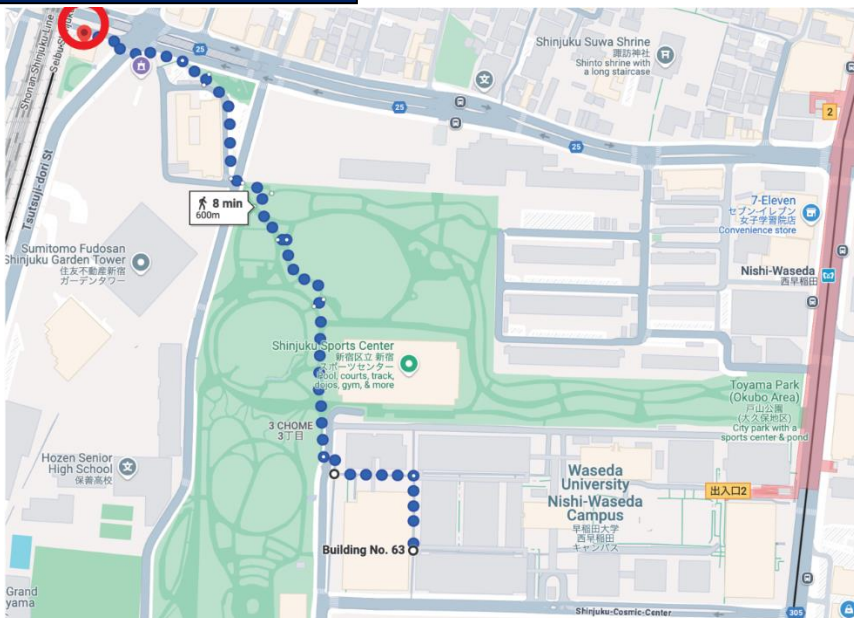 Shonan-Shinjuku Line
25
25
25
Shinjuku Suwa Shrine
諏訪神社
Shinto shrine with
a long staircase
2
Tsutsuji-dori St
8 min
600m
7-Eleven
セブン-イレブン
女子学習院店
Convenience store
Sumitomo Fudosan
Shinjuku Garden Tower
住友不動産新宿
ガーデンタワー
Nishi-Waseda
西早稲田
Shinjuku Sports Center
新宿区立 新宿
スポーツセンター
Pool, courts, track,
dojos, gym, & more
Toyama Park
(Okubo Area)
戸山公園
(大久保地区)
City park with a
sports center & pond
3 CHOME
3丁目
Hozen Senior
High School
保善高校
Waseda
University
Nishi-Waseda
Campus
早稲田大学
西早稲田
キャンパス
出入口2
Building No. 63
Grand
yama
Shinjuku-Cosmic-Center
305